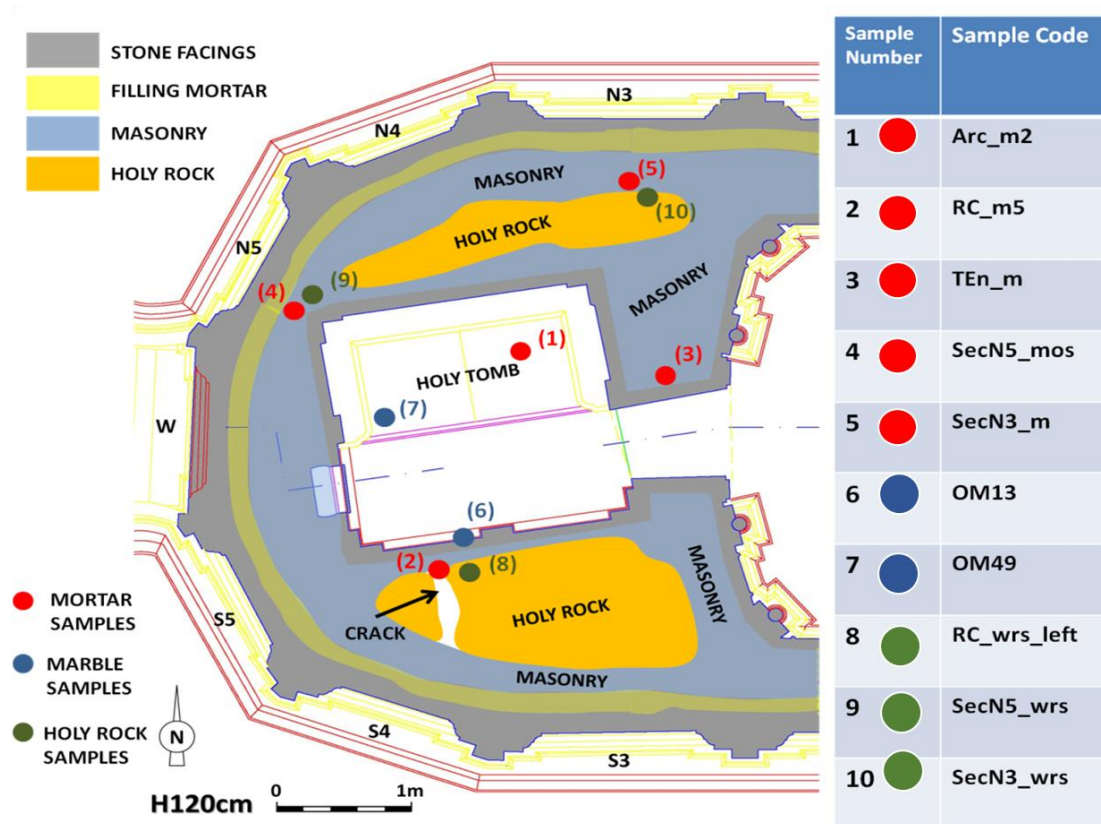 STONE FACINGS
FILLING MORTAR
MASONRY
HOLY ROCK
N3
N4
N5
W
S5
S4
S3
MASONRY
(5)
(10)
HOLY ROCK
(9)
(4)
MASONRY
(1)
(3)
HOLY TOMB
(7)
(6)
(2)
(8)
MASONRY
HOLY ROCK
CRACK
MASONRY
MORTAR
SAMPLES
MARBLE
SAMPLES
HOLY ROCK
SAMPLES
N
H120cm
0 1m
Sample Number Sample Code
1 Arc_m2
2 RC_m5
3 TEn_m
4 SecN5_mos
5 SecN3_m
6 OM13
7 OM49
8 RC_wrs_left
9 SecN5_wrs
10 SecN3_wrs